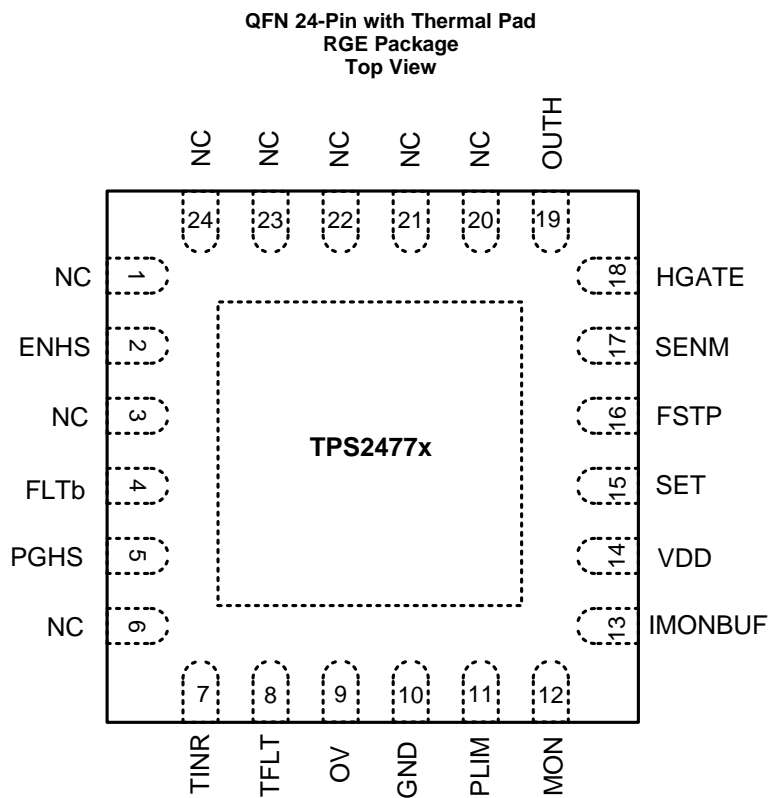 QFN 24-Pin with Thermal Pad
RGE Package
Top View
NC NC NC NC NC OUTH
24 23 22 21 20 19
NC 1 18 HGATE
ENHS 2 17 SENM
NC 3 16 FSTP
TPS2477x
FLTb 4 15 SET
PGHS 5 14 VDD
NC 6 13 IMONBUF
7 8 9 10 11 12
TINR TFLT OV GND PLIM MON